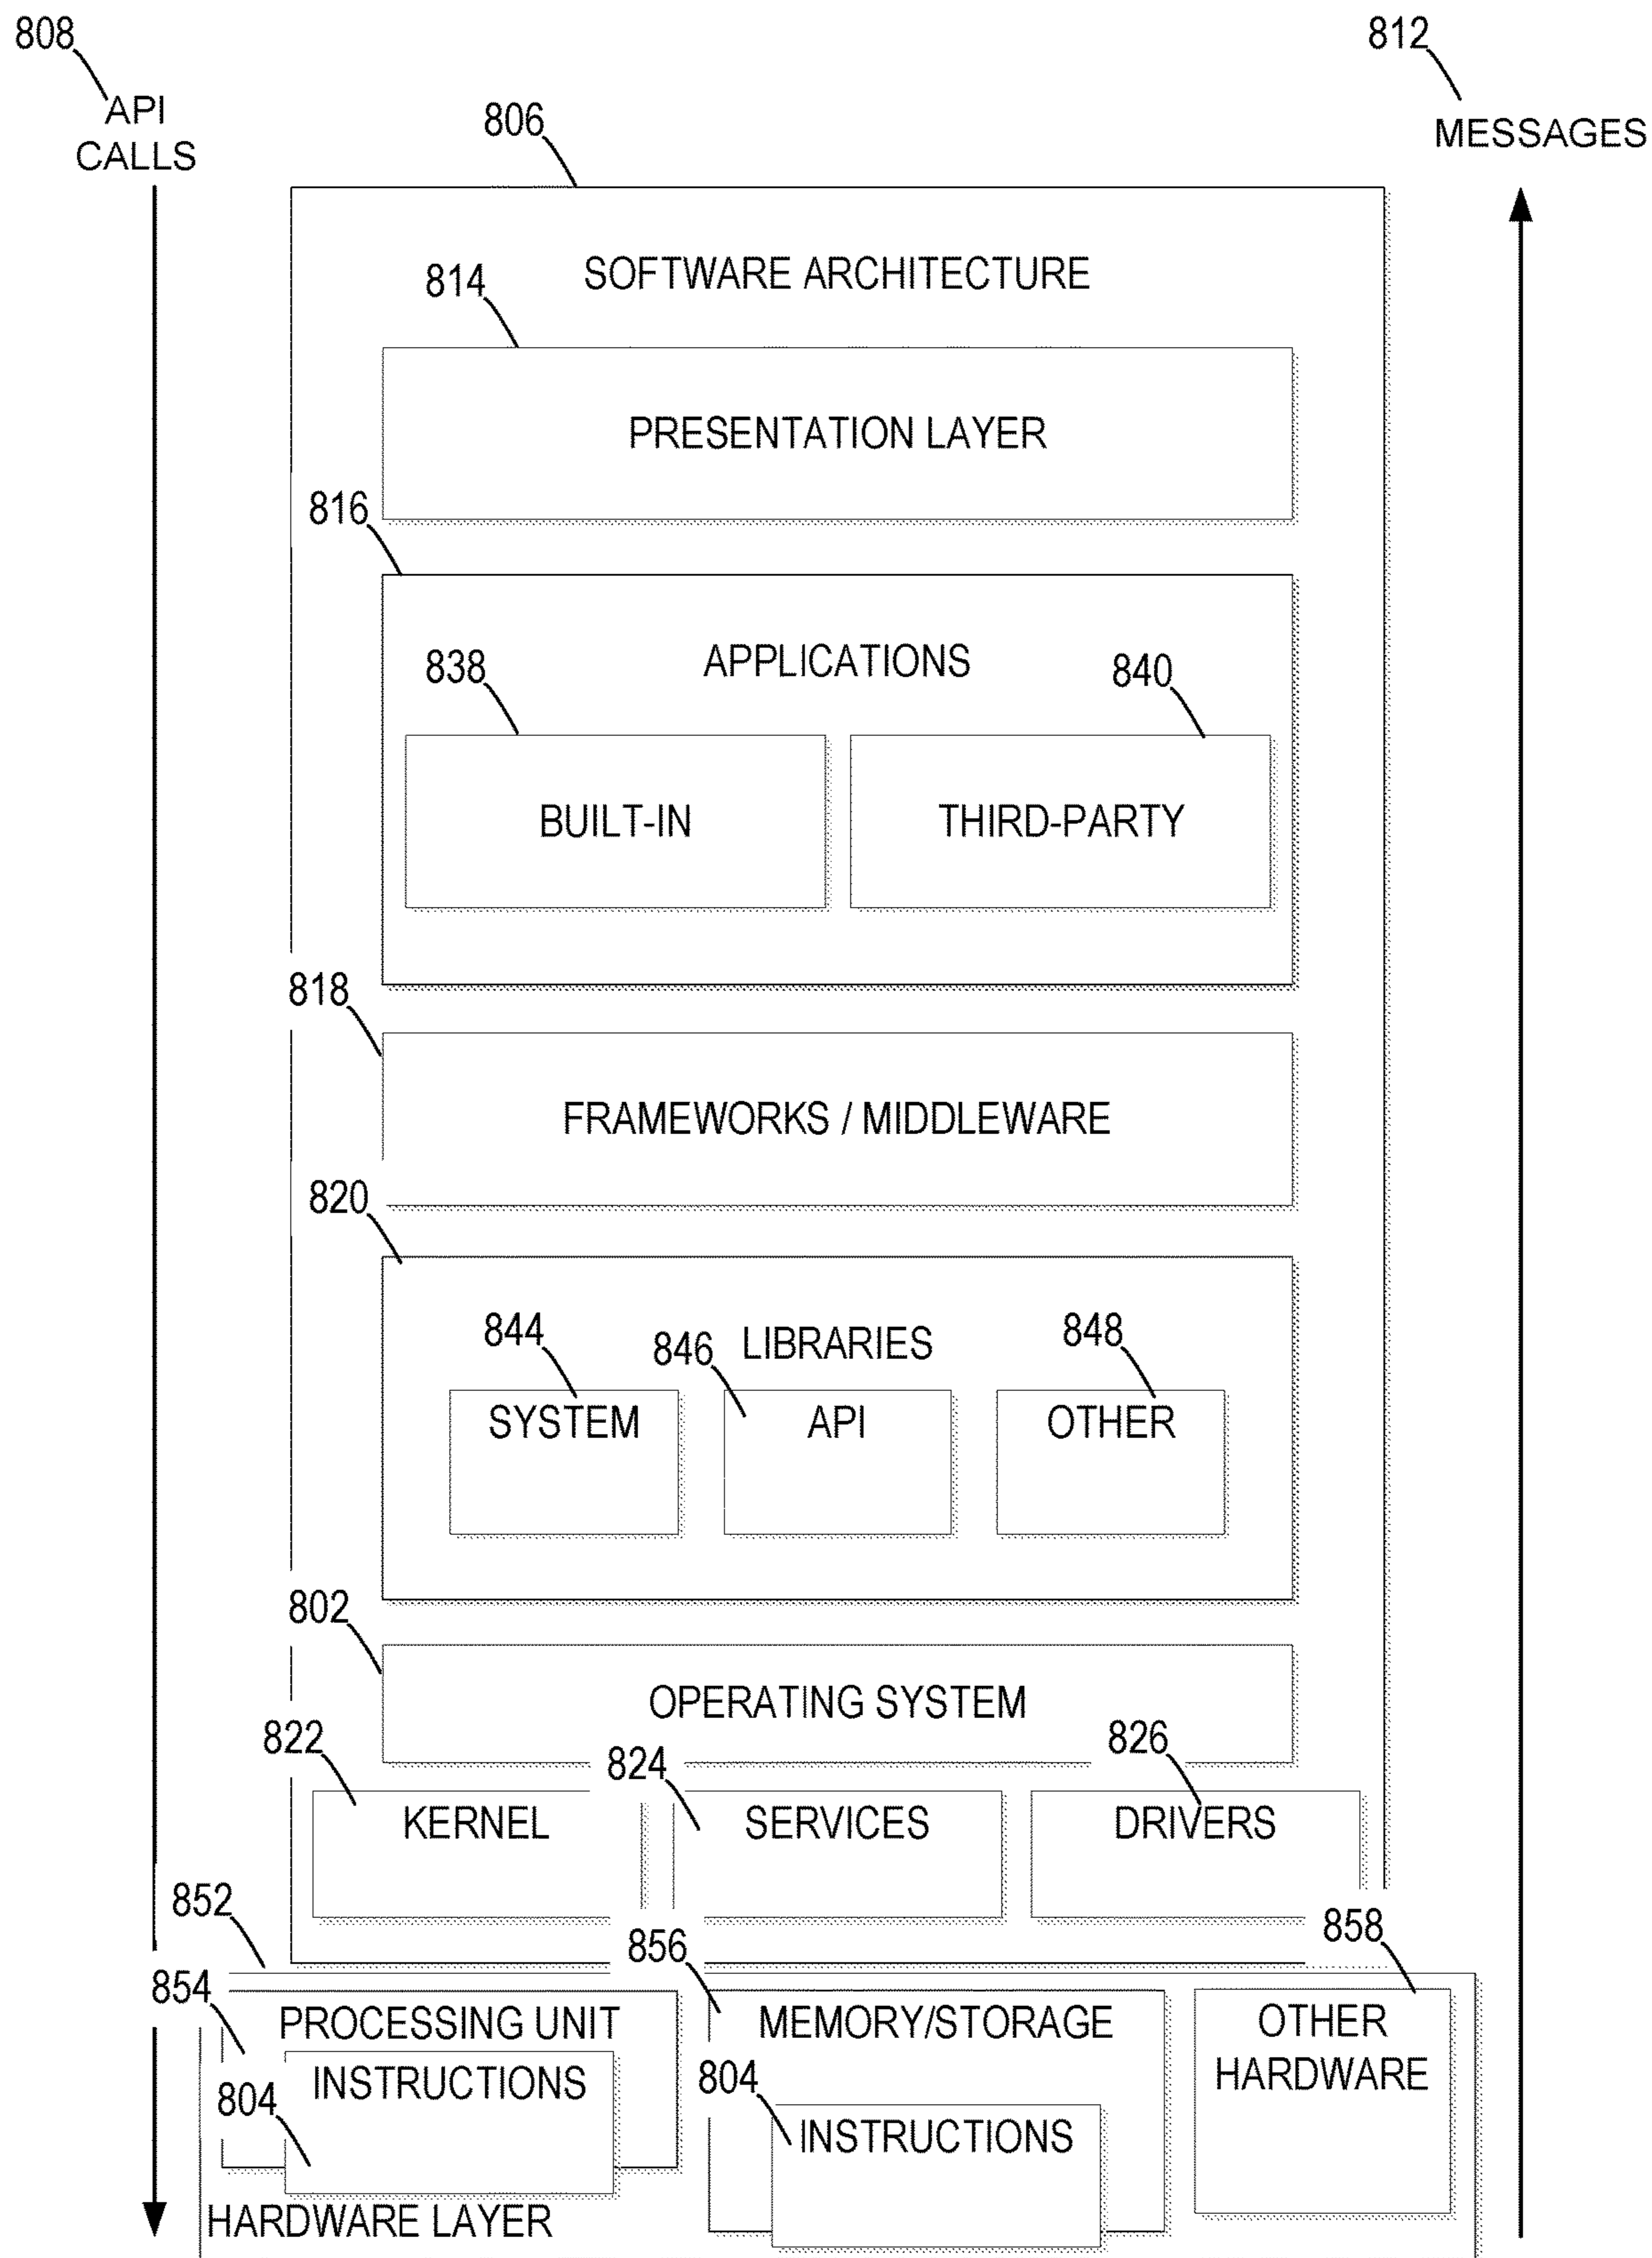 808
812
API
CALLS
MESSAGES
806
SOFTWARE ARCHITECTURE
814
PRESENTATION LAYER
816
APPLICATIONS
838
840
BUILT-IN
THIRD-PARTY
818
FRAMEWORKS / MIDDLEWARE
820
844
846
LIBRARIES
848
SYSTEM
API
OTHER
802
OPERATING SYSTEM
822
824
826
KERNEL
SERVICES
DRIVERS
852
856
858
854
PROCESSING UNIT
MEMORY/STORAGE
OTHER
HARDWARE
804
INSTRUCTIONS
804
INSTRUCTIONS
HARDWARE LAYER